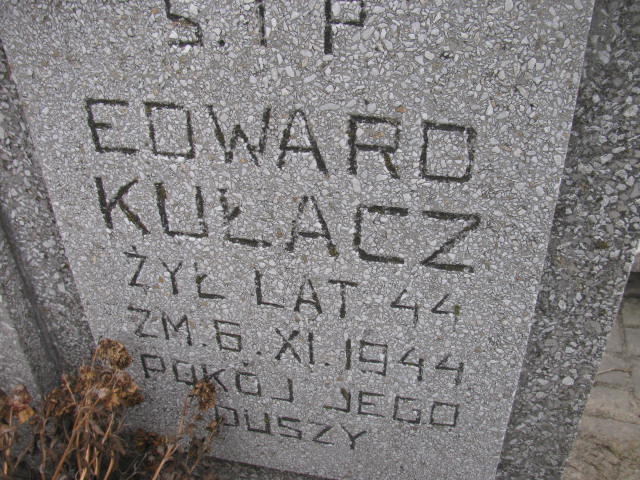 Ś.†P
EDWARD
KUŁACZ
ŻYŁ LAT 44
ZM. 6. XI. 1944
POKÓJ JEGO
DUSZY